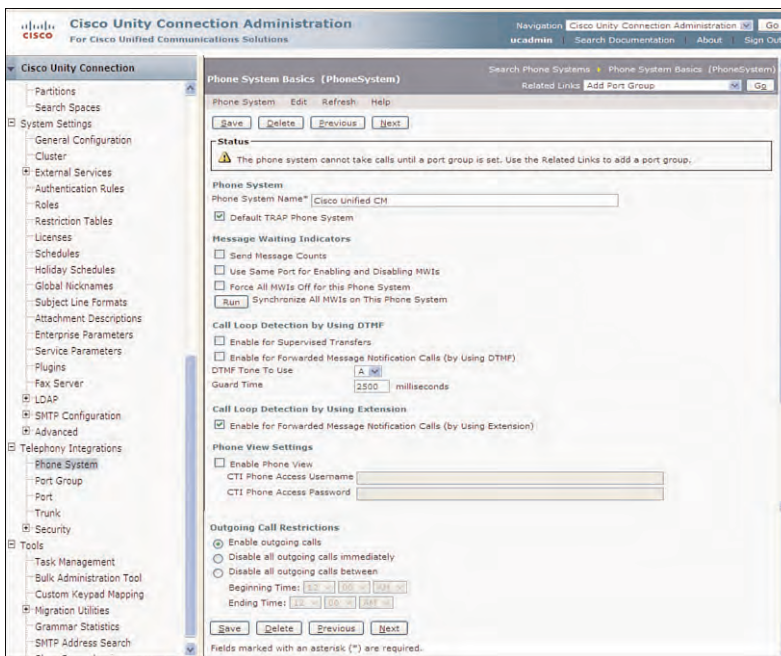 cisco
Cisco Unity Connection Administration
For Cisco Unified Communications Solutions
Navigation Cisco Unity Connection Administration Go
ucadmin Search Documentation About Sign Out
Cisco Unity Connection
Partitions
Search Spaces
System Settings
General Configuration
Cluster
External Services
Authentication Rules
Roles
Restriction Tables
Licenses
Schedules
Holiday Schedules
Global Nicknames
Subject Line Formats
Attachment Descriptions
Enterprise Parameters
Service Parameters
Plugins
Fax Server
LDAP
SMTP Configuration
Advanced
Telephony Integrations
Phone System
Port Group
Port
Trunk
Security
Tools
Task Management
Bulk Administration Tool
Custom Keypad Mapping
Migration Utilities
Grammar Statistics
SMTP Address Search
Phone System Basics (PhoneSystem)
Search Phone Systems Phone System Basics (PhoneSystem)
Related Links Add Port Group Go
Phone System Edit Refresh Help
Save Delete Previous Next
Status
The phone system cannot take calls until a port group is set. Use the Related Links to add a port group.
Phone System
Phone System Name* Cisco Unified CM
Default TRAP Phone System
Message Waiting Indicators
Send Message Counts
Use Same Port for Enabling and Disabling MWIs
Force All MWIs Off for this Phone System
Run Synchronize All MWIs on This Phone System
Call Loop Detection by Using DTMF
Enable for Supervised Transfers
Enable for Forwarded Message Notification Calls (by Using DTMF)
DTMF Tone To Use A
Guard Time 2500 milliseconds
Call Loop Detection by Using Extension
Enable for Forwarded Message Notification Calls (by Using Extension)
Phone View Settings
Enable Phone View
CTI Phone Access Username
CTI Phone Access Password
Outgoing Call Restrictions
Enable outgoing calls
Disable all outgoing calls immediately
Disable all outgoing calls between
Beginning Time: 12 00 AM
Ending Time: 12 00 AM
Save Delete Previous Next
Fields marked with an asterisk (*) are required.